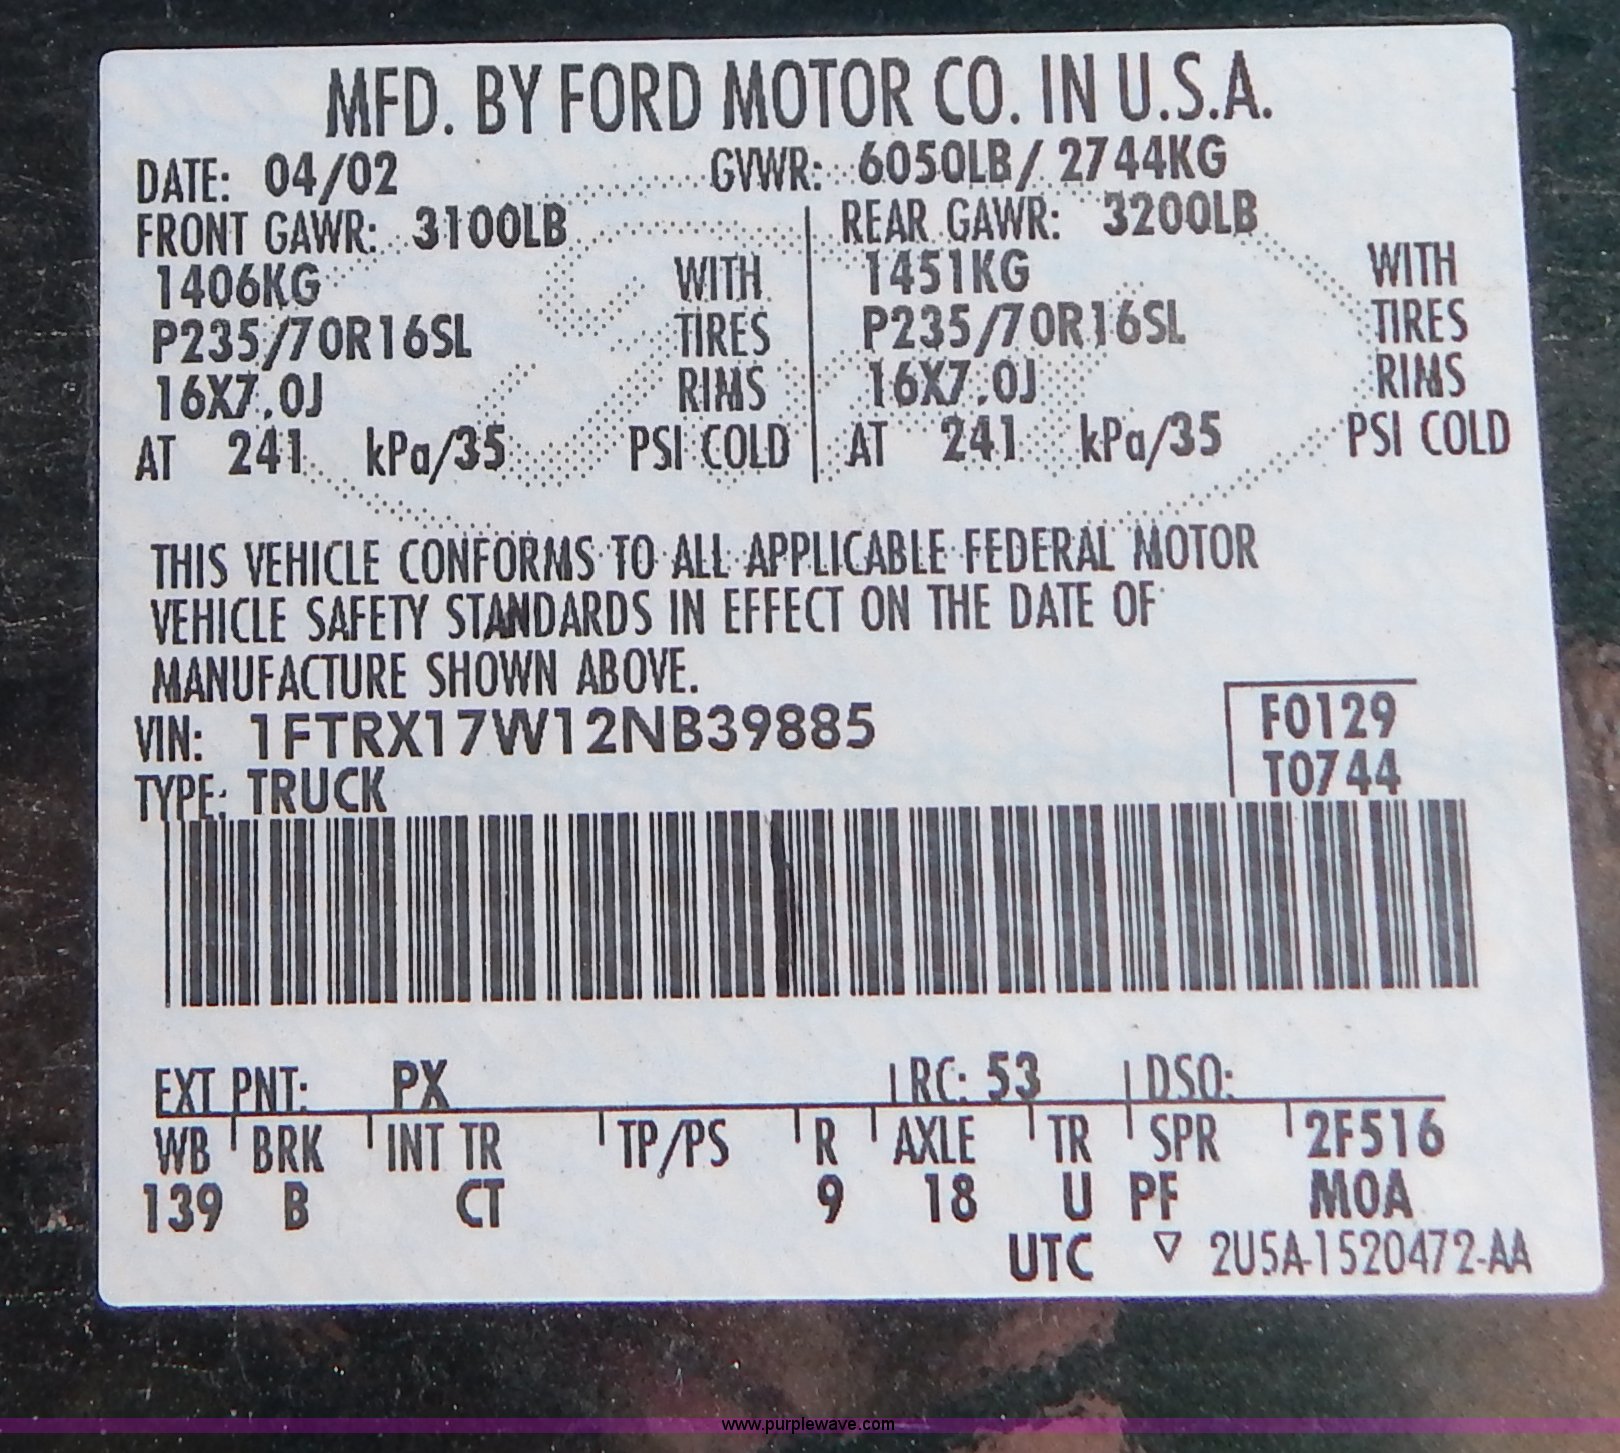 MFD. BY FORD MOTOR CO. IN U.S.A.
DATE: 04/02 GVWR: 6050LB/ 2744KG
FRONT GAWR: 3100LB REAR GAWR: 3200LB
1406KG WITH 1451KG WITH
P235/70R16SL TIRES P235/70R16SL TIRES
16X7.0J RIMS 16X7.0J RIMS
AT 241 kPa/35 PSI COLD AT 241 kPa/35 PSI COLD
THIS VEHICLE CONFORMS TO ALL APPLICABLE FEDERAL MOTOR
VEHICLE SAFETY STANDARDS IN EFFECT ON THE DATE OF
MANUFACTURE SHOWN ABOVE.
VIN: 1FTRX17W12NB39885 F0129
TYPE: TRUCK T0744
EXT PNT: PX RC: 53 DSO:
WB BRK INT TR TP/PS R AXLE TR SPR 2F516
139 B CT 9 18 U PF M0A
UTC ▽ 2U5A-1520472-AA
www.purplewave.com